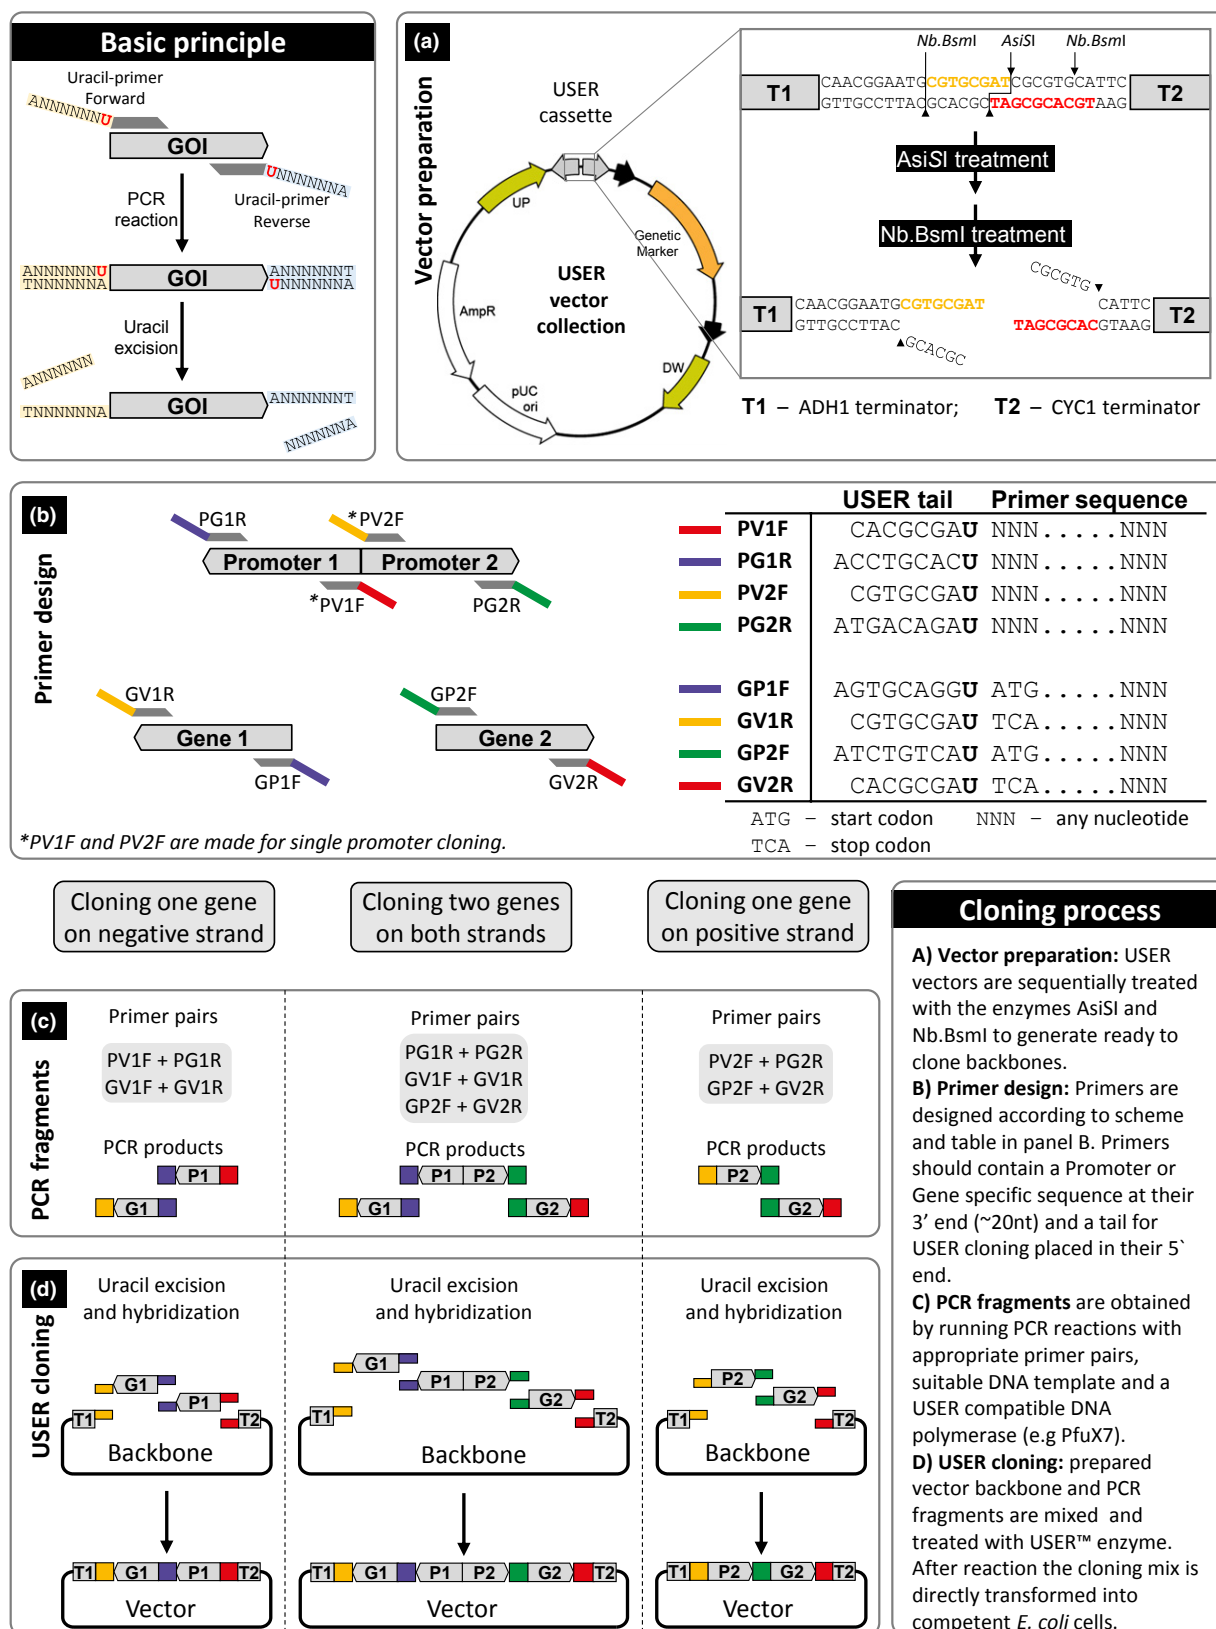 Basic principle
Uracil-primer
Forward
ANNNNNNU
GOI
UNNNNNNA
PCR
reaction
Uracil-primer
Reverse
ANNNNNNU
TNNNNNNA
GOI
ANNNNNNT
UNNNNNNA
Uracil
excision
ANNNNNN
TNNNNNNA
GOI
ANNNNNNT
NNNNNNA
(a)
Vector preparation
USER
cassette
UP
Genetic
Marker
USER
vector
collection
AmpR
pUC
ori
DW
Nb.BsmI AsiSI Nb.BsmI
T1 CAACGGAATGCGTGCGATCGCGTGCATTC T2
GTTGCCTTACGCACGCTAGCGCACGTAAG
AsiSI treatment
Nb.BsmI treatment
CGCGTG
T1 CAACGGAATGCGTGCGAT CATTC T2
GTTGCCTTAC TAGCGCACGTAAG
GCACGC
T1 – ADH1 terminator; T2 – CYC1 terminator
(b)
Primer design
PG1R *PV2F
Promoter 1 Promoter 2
*PV1F PG2R
GV1R GP2F
Gene 1 Gene 2
GP1F GV2R
*PV1F and PV2F are made for single promoter cloning.
USER tail Primer sequence
PV1F CACGCGAU NNN.....NNN
PG1R ACCTGCACU NNN.....NNN
PV2F CGTGCGAU NNN.....NNN
PG2R ATGACAGAU NNN.....NNN
GP1F AGTGCAGGU ATG.....NNN
GV1R CGTGCGAU TCA.....NNN
GP2F ATCTGTCAU ATG.....NNN
GV2R CACGCGAU TCA.....NNN
ATG – start codon NNN – any nucleotide
TCA – stop codon
Cloning one gene
on negative strand
Cloning two genes
on both strands
Cloning one gene
on positive strand
(c)
PCR fragments
Primer pairs
PV1F + PG1R
GV1F + GV1R
PCR products
P1
G1
Primer pairs
PG1R + PG2R
GV1F + GV1R
GP2F + GV2R
PCR products
P1 P2
G1 G2
Primer pairs
PV2F + PG2R
GP2F + GV2R
PCR products
P2
G2
(d)
USER cloning
Uracil excision
and hybridization
G1
P1
T1 T2
Backbone
T1 G1 P1 T2
Vector
Uracil excision
and hybridization
G1
P1 P2
G2
T1 T2
Backbone
T1 G1 P1 P2 G2 T2
Vector
Uracil excision
and hybridization
P2
G2
T1 T2
Backbone
T1 P2 G2 T2
Vector
Cloning process
A) Vector preparation: USER
vectors are sequentially treated
with the enzymes AsiSI and
Nb.BsmI to generate ready to
clone backbones.
B) Primer design: Primers are
designed according to scheme
and table in panel B. Primers
should contain a Promoter or
Gene specific sequence at their
3’ end (~20nt) and a tail for
USER cloning placed in their 5`
end.
C) PCR fragments are obtained
by running PCR reactions with
appropriate primer pairs,
suitable DNA template and a
USER compatible DNA
polymerase (e.g PfuX7).
D) USER cloning: prepared
vector backbone and PCR
fragments are mixed and
treated with USER™ enzyme.
After reaction the cloning mix is
directly transformed into
competent E. coli cells.